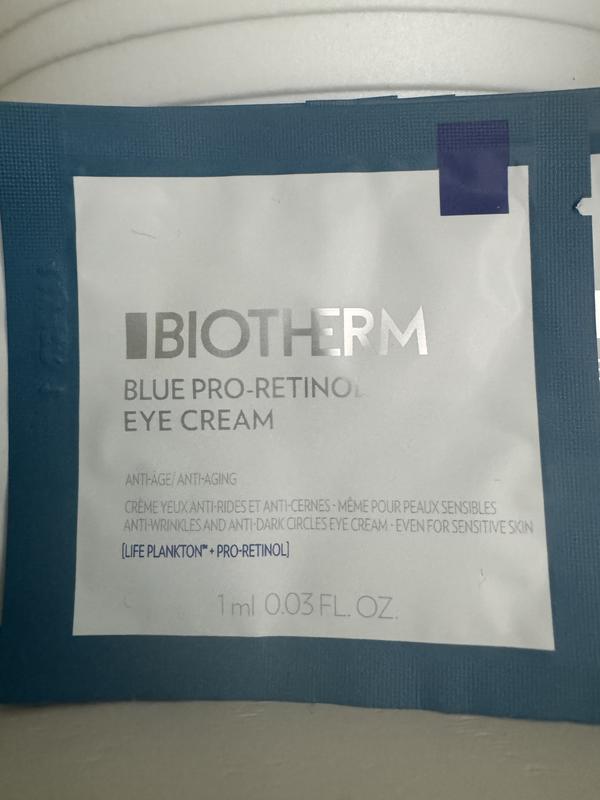 BIOTHERM
BLUE PRO-RETINOL
EYE CREAM
ANTI-ÂGE/ ANTI-AGING
CRÈME YEUX ANTI-RIDES ET ANTI-CERNES - MÊME POUR PEAUX SENSIBLES
ANTI-WRINKLES AND ANTI-DARK CIRCLES EYE CREAM - EVEN FOR SENSITIVE SKIN
[LIFE PLANKTON™ + PRO-RETINOL]
1 ml 0.03 FL. OZ.